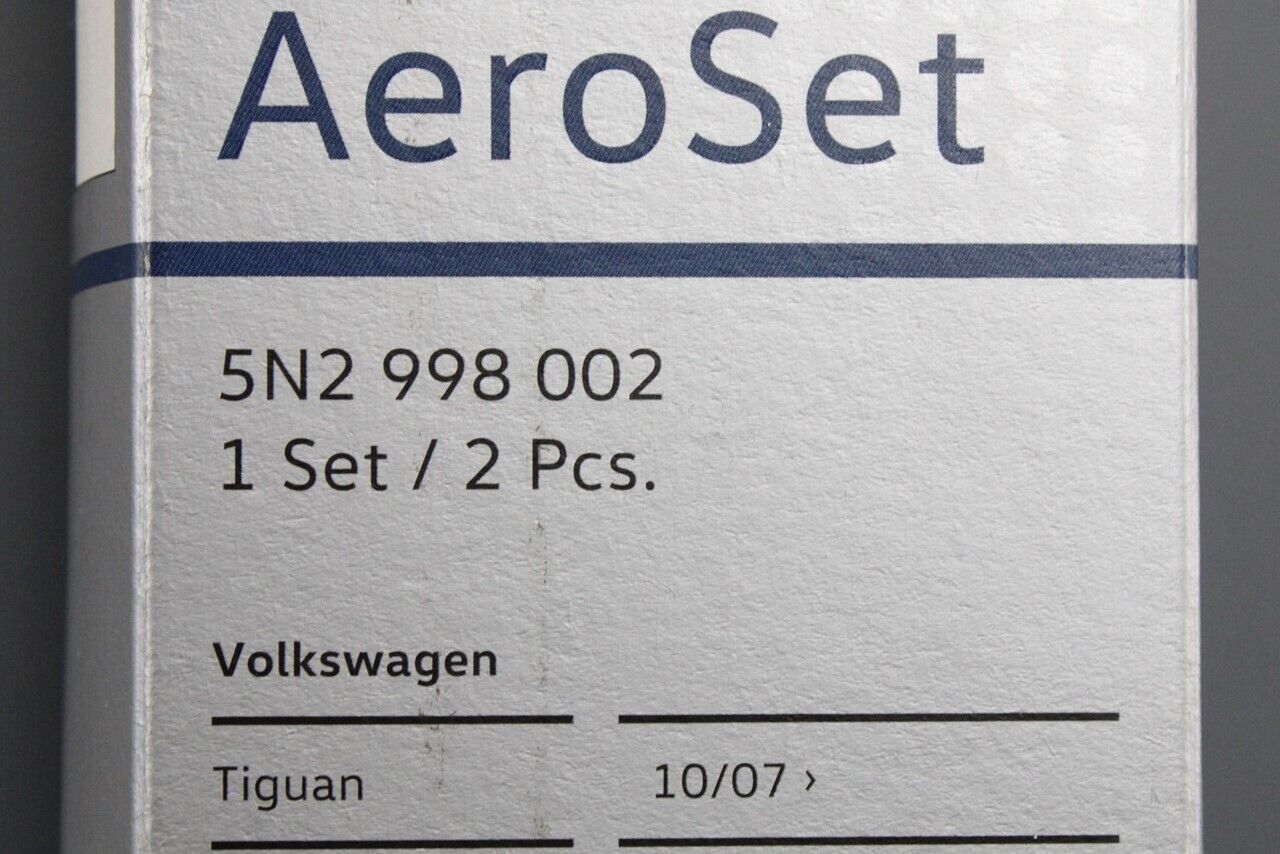 AeroSet
5N2 998 002
1 Set / 2 Pcs.
Volkswagen
Tiguan 10/07 ›